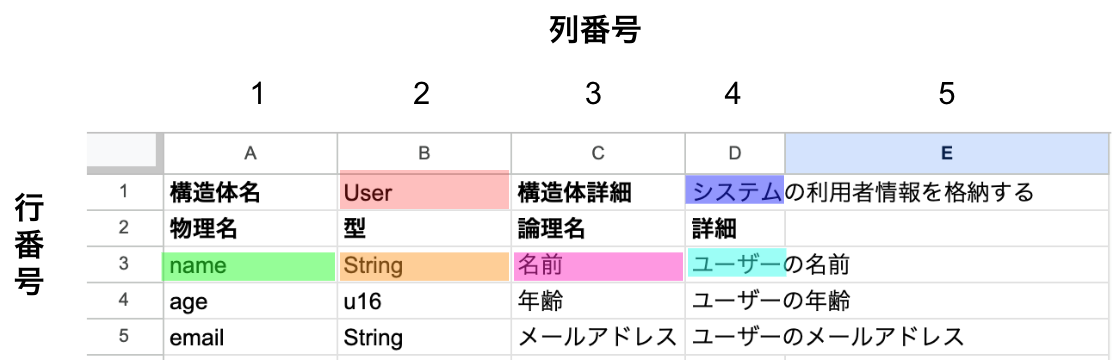 列番号
1 2 3 4 5
A B C D E
行番号
1 構造体名 User 構造体詳細 システムの利用者情報を格納する
2 物理名 型 論理名 詳細
3 name String 名前 ユーザーの名前
4 age u16 年齢 ユーザーの年齢
5 email String メールアドレス ユーザーのメールアドレス